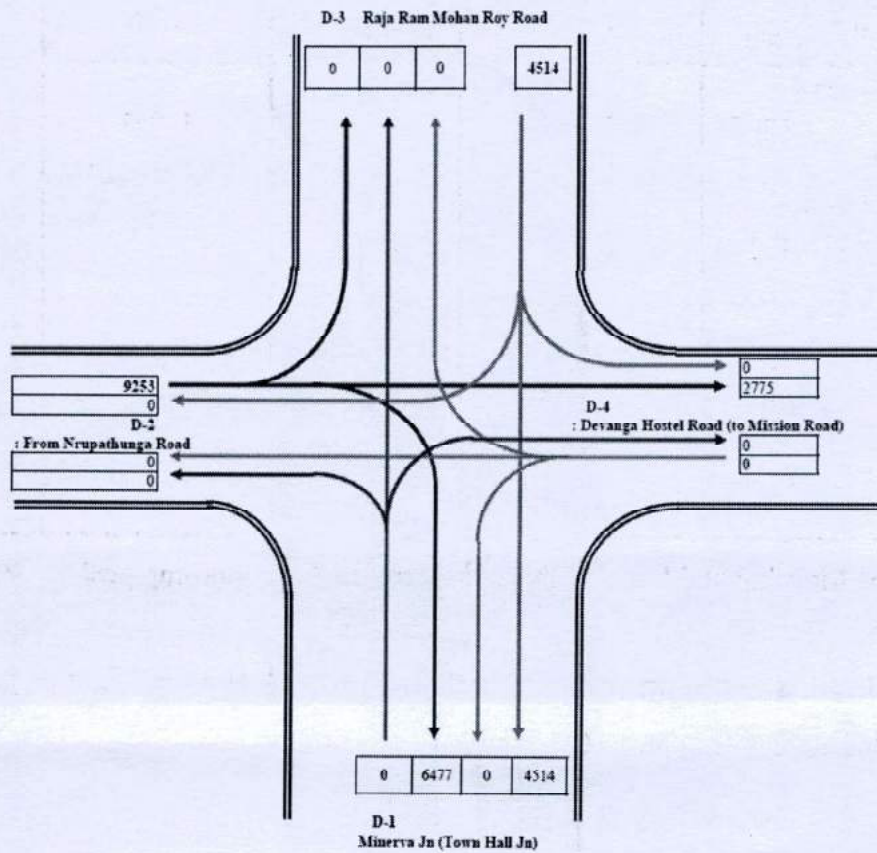 D-3 Raja Ram Mohan Roy Road
0 0 0 4514
9253
0
0
2775
D-2
D-4
: From Nrupathunga Road
: Devanga Hostel Road (to Mission Road)
0
0
0
0
0 6477 0 4514
D-1
Minerva Jn (Town Hall Jn)